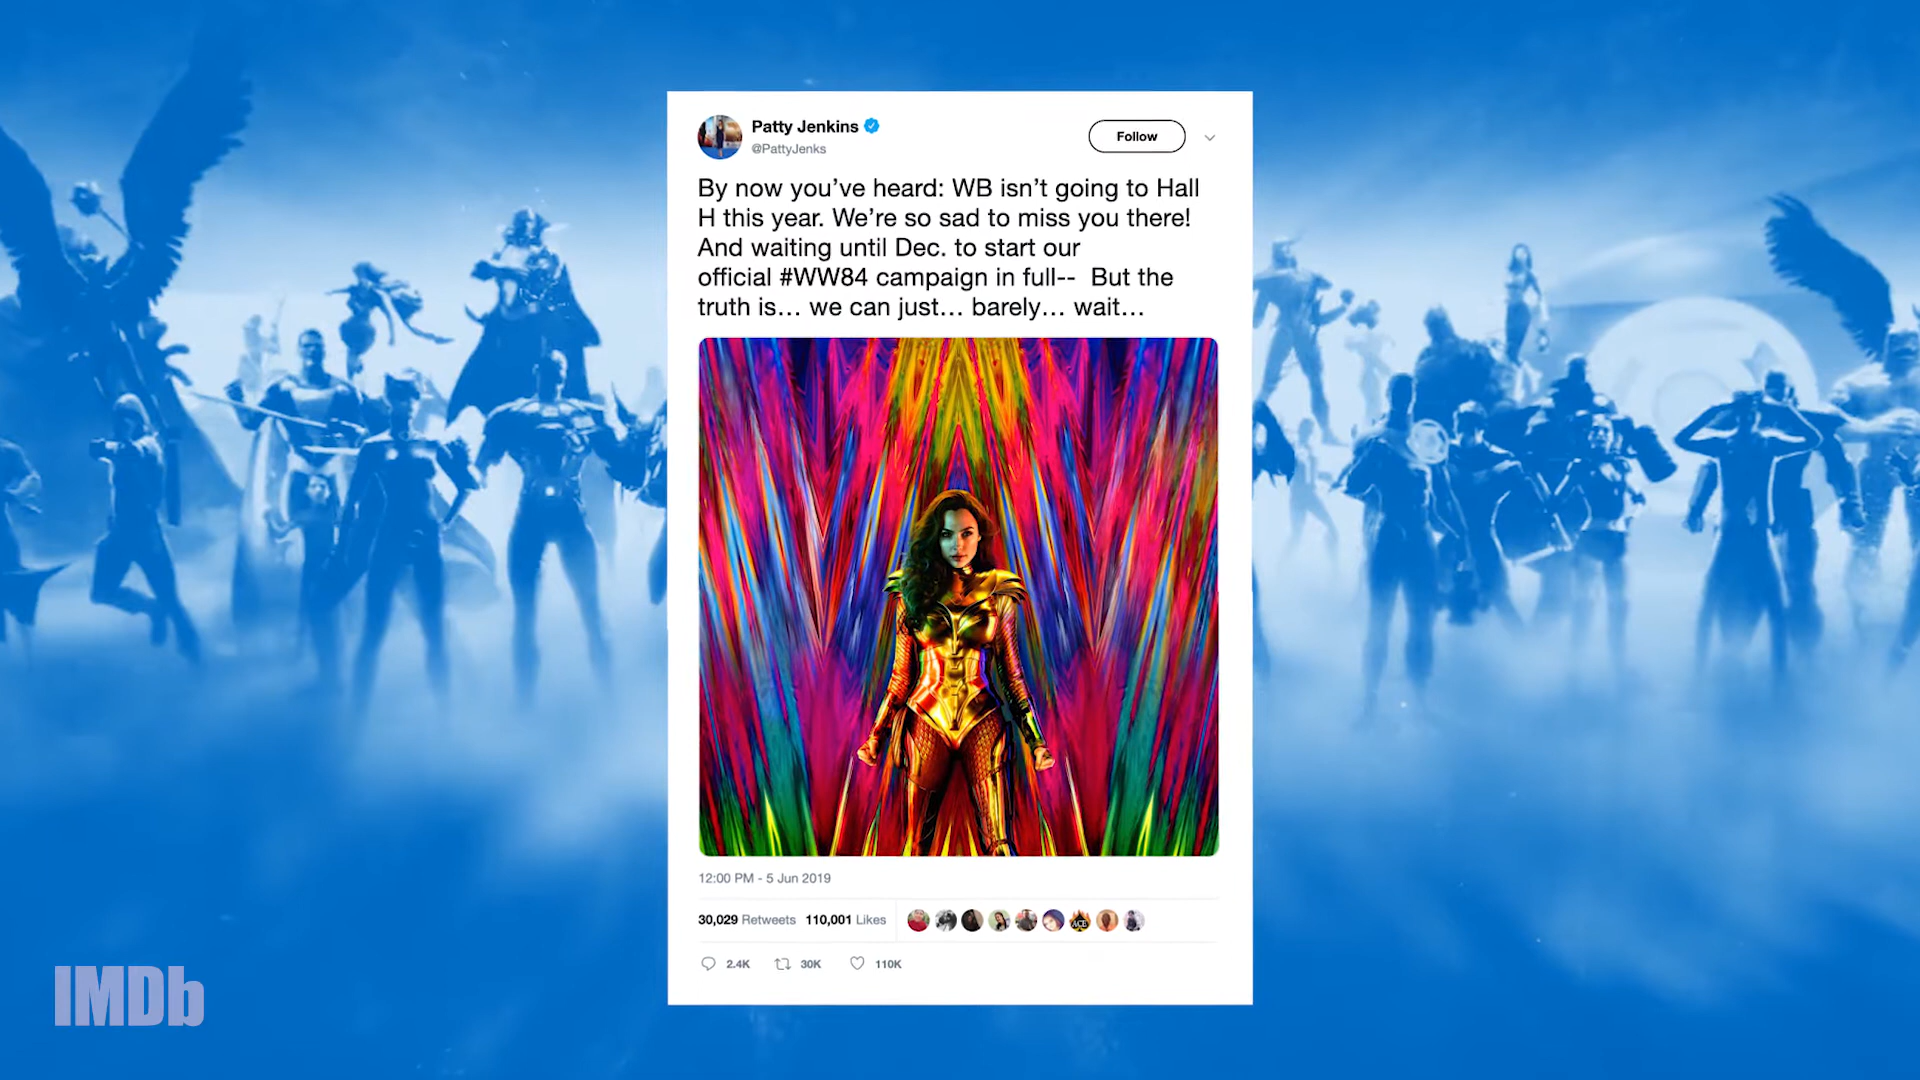 Patty Jenkins
@PattyJenks
Follow
By now you’ve heard: WB isn’t going to Hall
H this year. We’re so sad to miss you there!
And waiting until Dec. to start our
official #WW84 campaign in full--  But the
truth is… we can just… barely… wait…
12:00 PM - 5 Jun 2019
30,029 Retweets 110,001 Likes
ACE
2.4K 30K 110K
IMDb